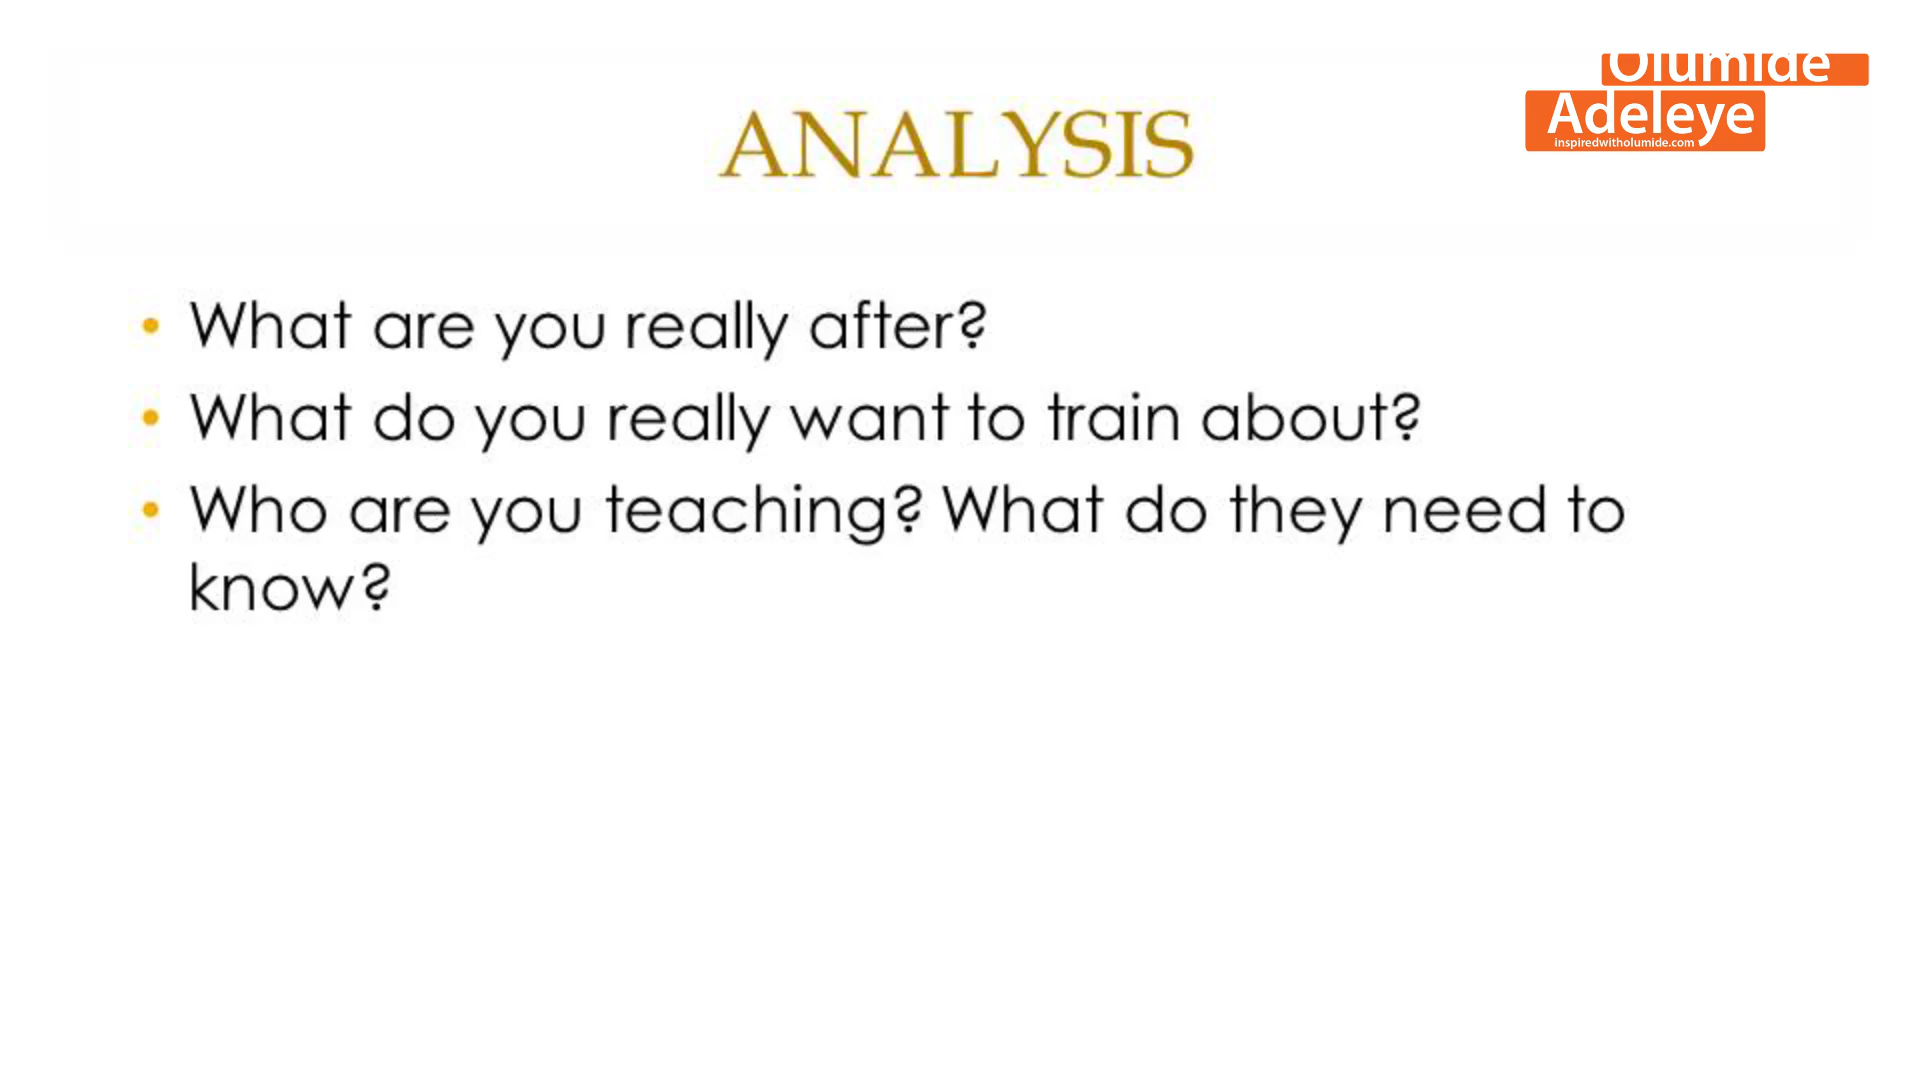 Olumide
Adeleye
inspiredwitholumide.com
ANALYSIS
• What are you really after?
• What do you really want to train about?
• Who are you teaching? What do they need to
know?